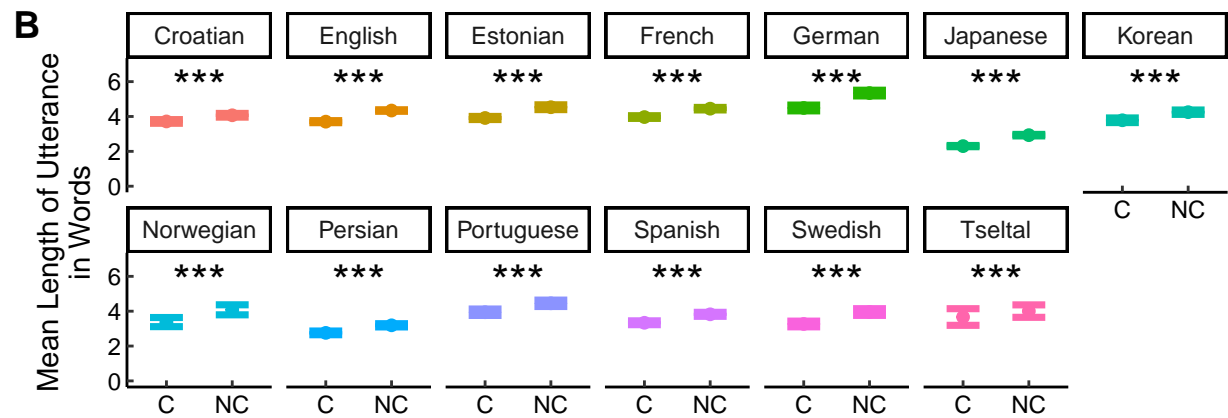 B
Croatian English Estonian French German Japanese Korean
*** *** *** *** *** *** ***
6
4
2
0
C NC
Mean Length of Utterance
in Words
Norwegian Persian Portuguese Spanish Swedish Tseltal
*** *** *** *** *** ***
6
4
2
0
C NC C NC C NC C NC C NC C NC